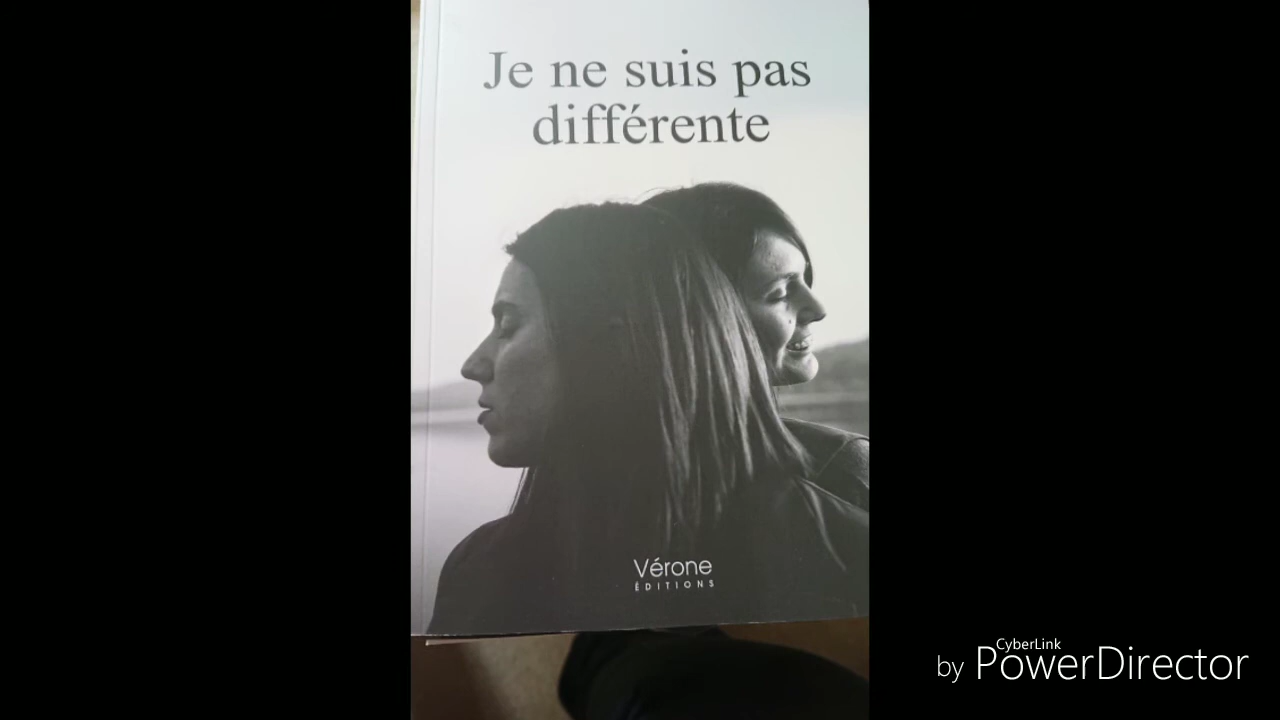 Je ne suis pas
différente
Vérone
ÉDITIONS
CyberLink
by PowerDirector